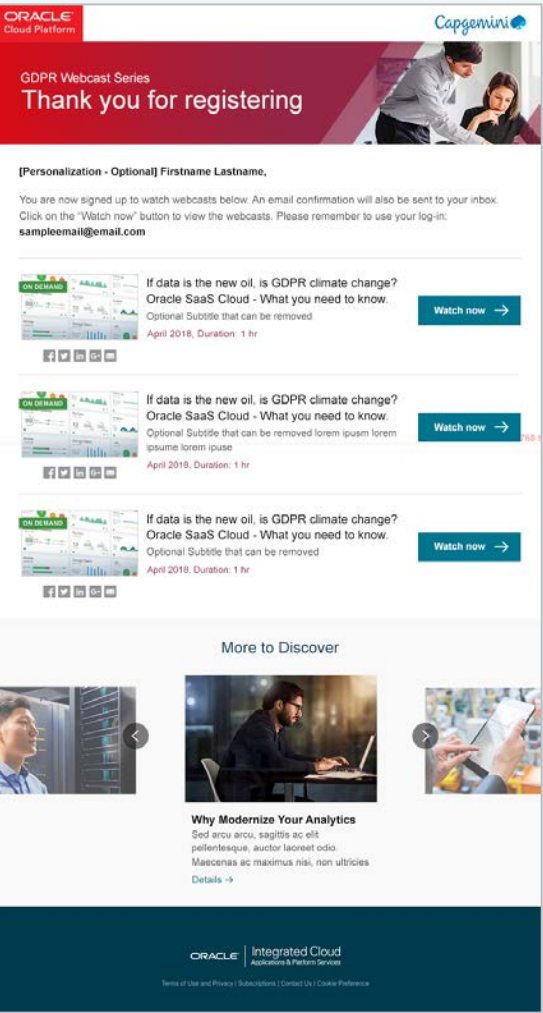 ORACLE
Cloud Platform
Capgemini
GDPR Webcast Series
Thank you for registering
[Personalization - Optional] Firstname Lastname,
You are now signed up to watch webcasts below. An email confirmation will also be sent to your inbox.
Click on the "Watch now" button to view the webcasts. Please remember to use your log-in:
sampleemail@email.com
ON DEMAND
If data is the new oil, is GDPR climate change?
Oracle SaaS Cloud - What you need to know.
Optional Subtitle that can be removed
April 2018, Duration: 1 hr
Watch now →
ON DEMAND
If data is the new oil, is GDPR climate change?
Oracle SaaS Cloud - What you need to know.
Optional Subtitle that can be removed lorem ipusm lorem
ipsume lorem ipuse
April 2018, Duration: 1 hr
Watch now →
ON DEMAND
If data is the new oil, is GDPR climate change?
Oracle SaaS Cloud - What you need to know.
Optional Subtitle that can be removed
April 2018, Duration: 1 hr
Watch now →
More to Discover
Why Modernize Your Analytics
Sed arcu arcu, sagittis ac elit
pellentesque, auctor laoreet odio.
Maecenas ac maximus nisi, non ultricies
Details →
ORACLE | Integrated Cloud
Applications & Platform Services
Terms of Use and Privacy | Subscriptions | Contact Us | Cookie Preference